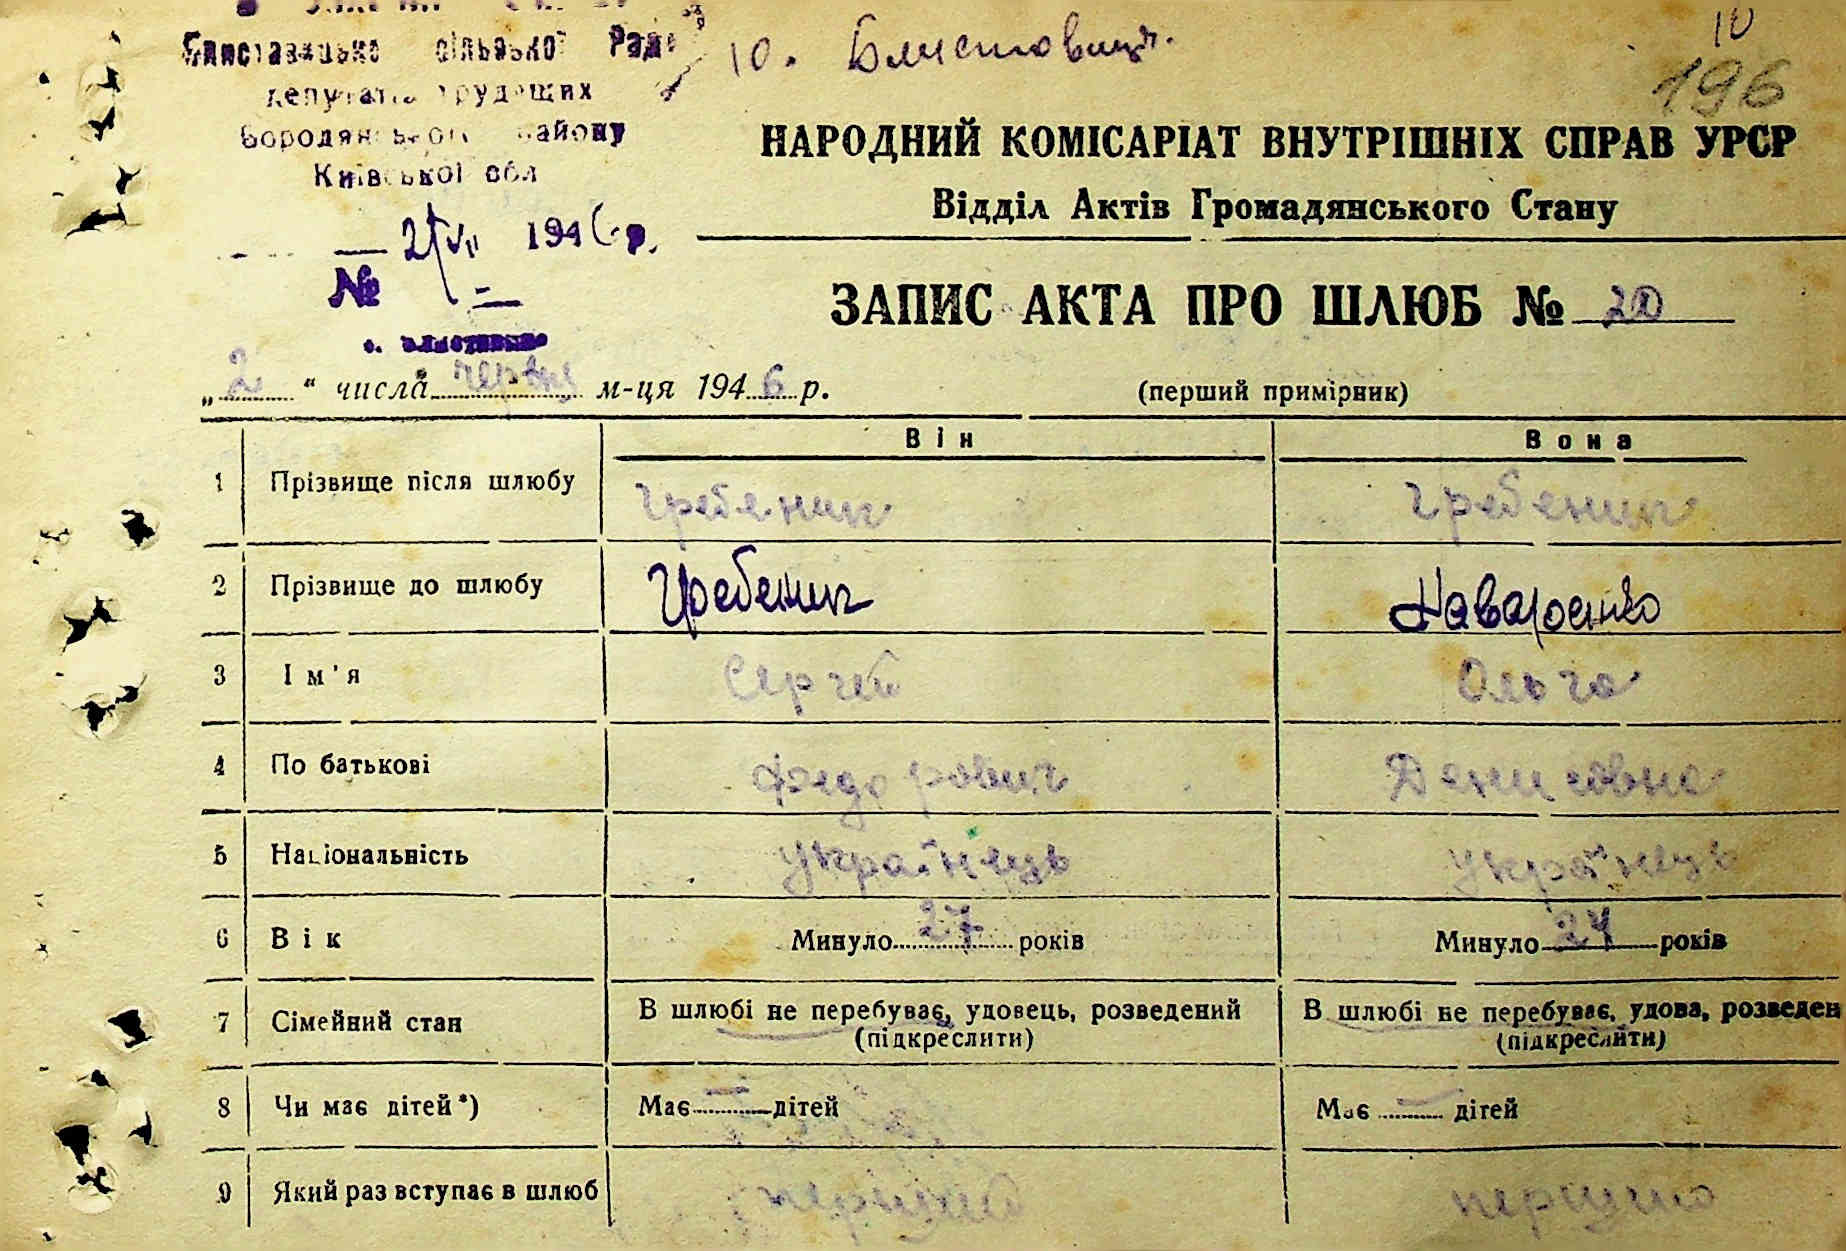 10
10. Блиставиця.
196
сільської Ради
депутатів трудящих
Бородянського району
Київської обл
НАРОДНИЙ КОМІСАРІАТ ВНУТРІШНІХ СПРАВ УРСР
Відділ Актів Громадянського Стану
2/VII 1946 р.
№ —
ЗАПИС АКТА ПРО ШЛЮБ № 20
„2“ числа червня м-ця 1946 р.
(перший примірник)
Він Вона
1 Прізвище після шлюбу Гребеник Гребеник
2 Прізвище до шлюбу Гребеник Назаренко
3 Ім'я Сергій Ольга
4 По батькові Федорович Денисовна
5 Національність українець українець
6 Вік Минуло 27 років Минуло 24 років
7 Сімейний стан В шлюбі не перебуває, удовець, розведений В шлюбі не перебуває, удова, розведен
(підкреслити) (підкреслити)
8 Чи має дітей*) Має — дітей Має — дітей
9 Який раз вступає в шлюб перший перший